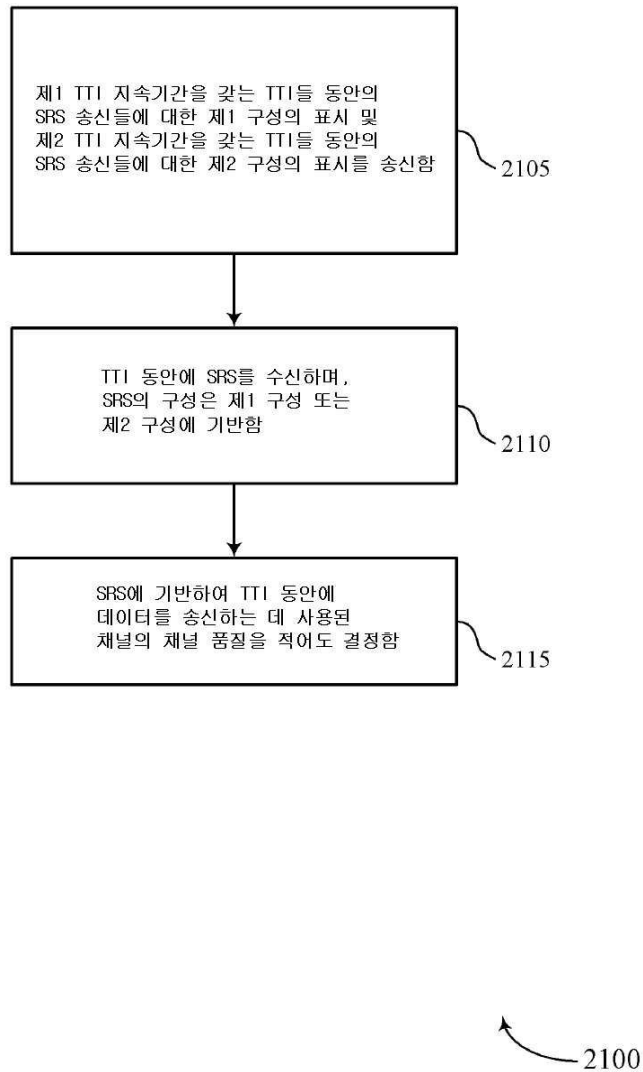 제1 TTI 지속기간을 갖는 TTI들 동안의
SRS 송신들에 대한 제1 구성의 표시 및
제2 TTI 지속기간을 갖는 TTI들 동안의
SRS 송신들에 대한 제2 구성의 표시를 송신함
2105
TTI 동안에 SRS를 수신하며,
SRS의 구성은 제1 구성 또는
제2 구성에 기반함
2110
SRS에 기반하여 TTI 동안에
데이터를 송신하는 데 사용된
채널의 채널 품질을 적어도 결정함
2115
2100